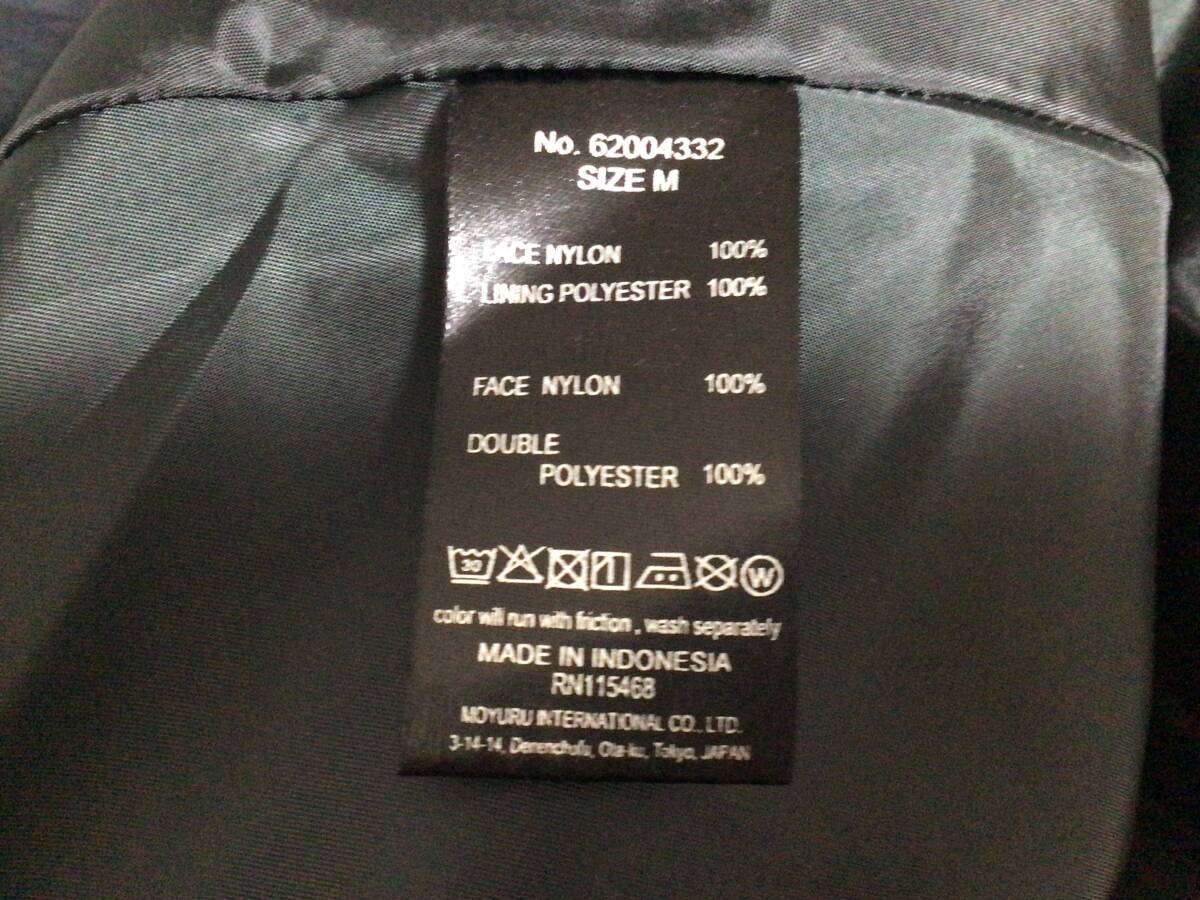 No. 62004332
SIZE M
FACE NYLON 100%
LINING POLYESTER 100%
FACE NYLON 100%
DOUBLE
POLYESTER 100%
30 W
color will run with friction , wash separately
MADE IN INDONESIA
RN115468
MOYURU INTERNATIONAL CO., LTD.
3-14-14, Denenchofu, Ota-ku, Tokyo, JAPAN